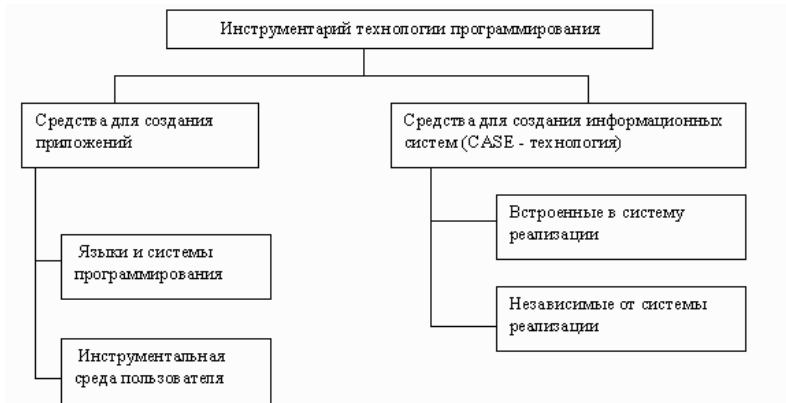 Инструментарий технологии программирования
Средства для создания
приложений
Средства для создания информационных
систем (CASE - технология)
Языки и системы
программирования
Инструментальная
среда пользователя
Встроенные в систему
реализации
Независимые от системы
реализации